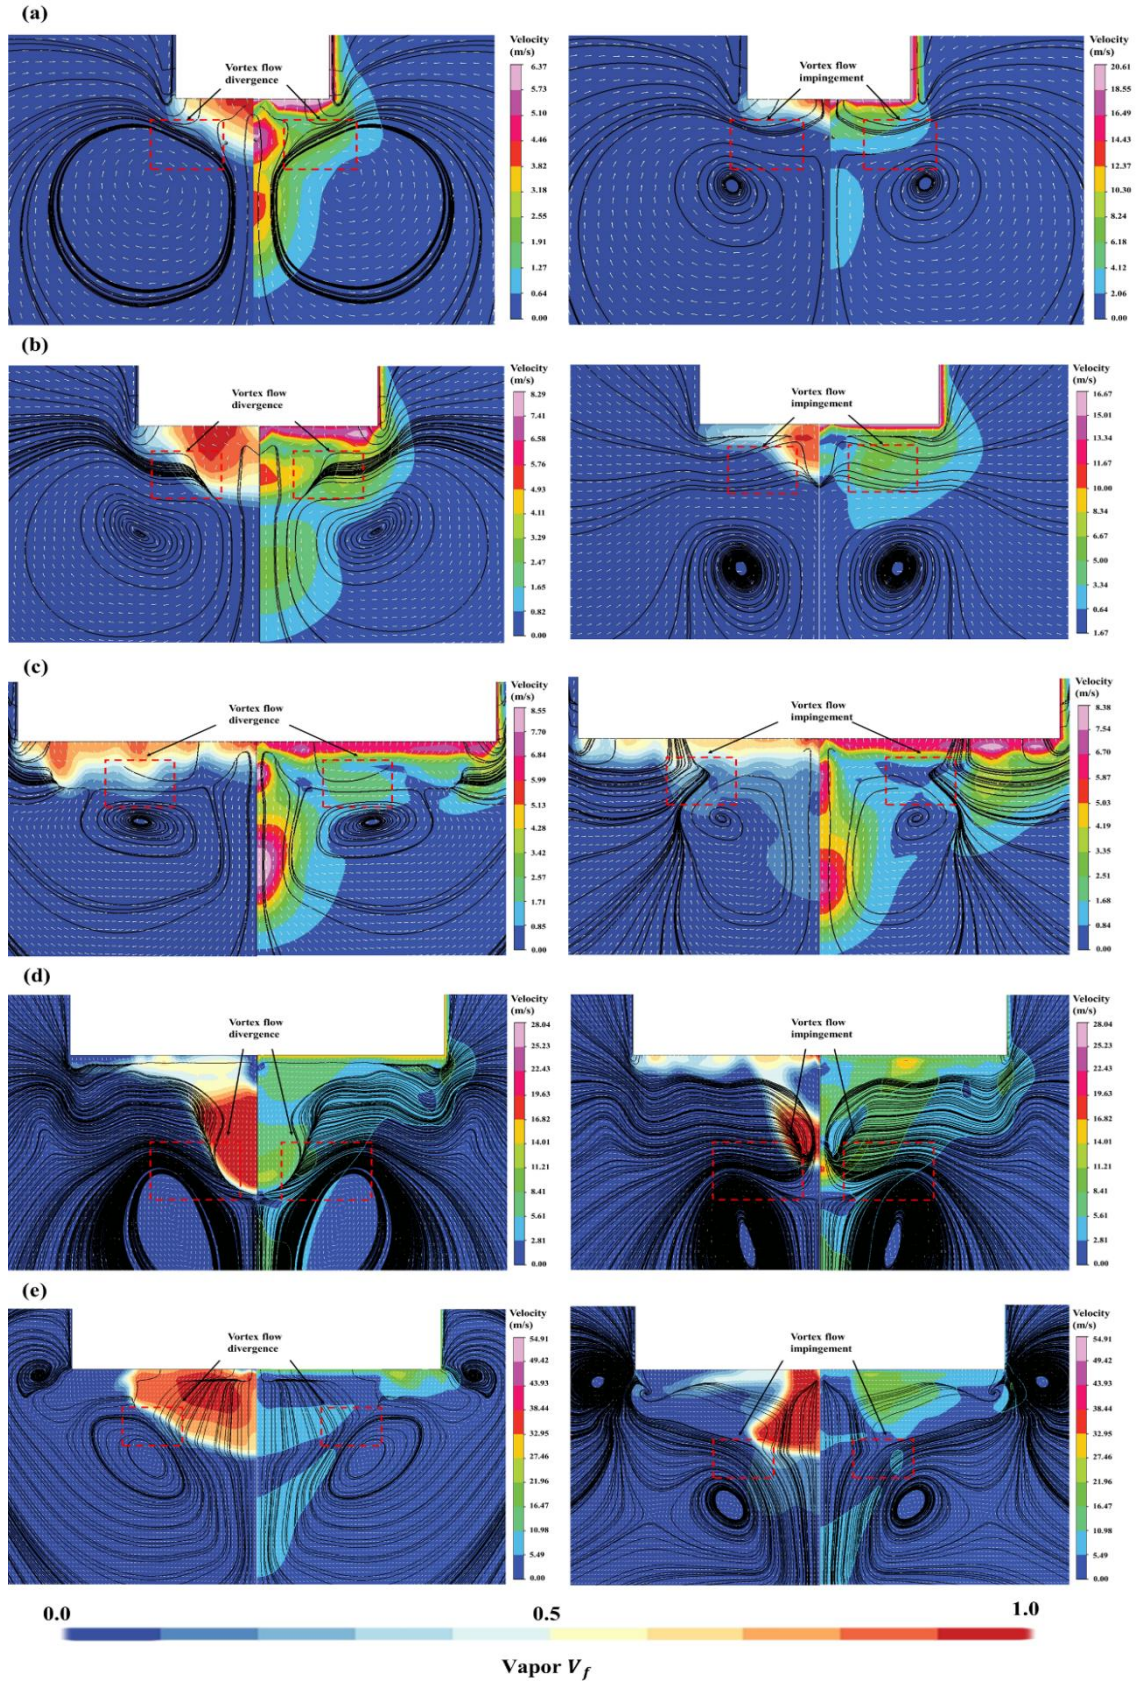 (a)
Vortex flow
divergence
Velocity
(m/s)
6.37
5.73
5.10
4.46
3.82
3.18
2.55
1.91
1.27
0.64
0.00
Vortex flow
impingement
Velocity
(m/s)
20.61
18.55
16.49
14.43
12.37
10.30
8.24
6.18
4.12
2.06
0.00
(b)
Vortex flow
divergence
Velocity
(m/s)
8.29
7.41
6.58
5.76
4.93
4.11
3.29
2.47
1.65
0.82
0.00
Vortex flow
impingement
Velocity
(m/s)
16.67
15.01
13.34
11.67
10.00
8.34
6.67
5.00
3.34
0.64
1.67
(c)
Vortex flow
divergence
Velocity
(m/s)
8.55
7.70
6.84
5.99
5.13
4.28
3.42
2.57
1.71
0.85
0.00
Vortex flow
impingement
Velocity
(m/s)
8.38
7.54
6.70
5.87
5.03
4.19
3.35
2.51
1.68
0.84
0.00
(d)
Vortex flow
divergence
Velocity
(m/s)
28.04
25.23
22.43
19.63
16.82
14.01
11.21
8.41
5.61
2.81
0.00
Vortex flow
impingement
Velocity
(m/s)
28.04
25.23
22.43
19.63
16.82
14.01
11.21
8.41
5.61
2.81
0.00
(e)
Vortex flow
divergence
Velocity
(m/s)
54.91
49.42
43.93
38.44
32.95
27.46
21.96
16.47
10.98
5.49
0.00
Vortex flow
impingement
Velocity
(m/s)
54.91
49.42
43.93
38.44
32.95
27.46
21.96
16.47
10.98
5.49
0.00
0.0 0.5 1.0
Vapor V_f